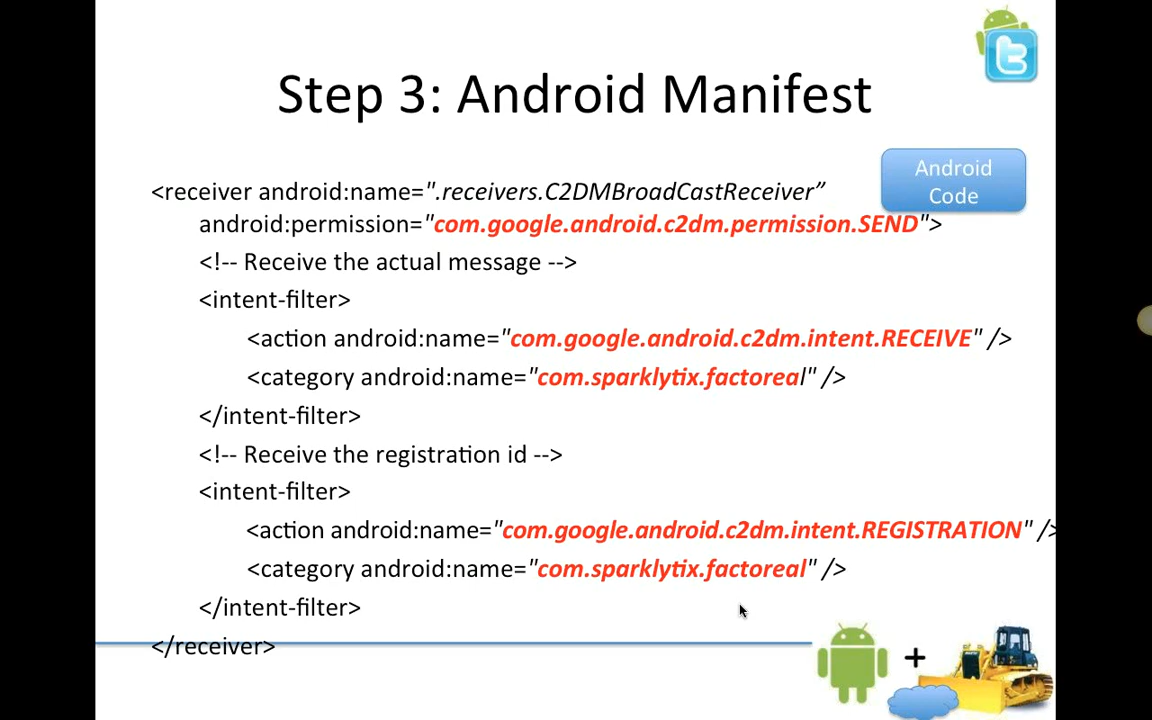 Step 3: Android Manifest
Android
Code
<receiver android:name=".receivers.C2DMBroadCastReceiver”
android:permission="com.google.android.c2dm.permission.SEND">
<!-- Receive the actual message -->
<intent-filter>
<action android:name="com.google.android.c2dm.intent.RECEIVE" />
<category android:name="com.sparklytix.factoreal" />
</intent-filter>
<!-- Receive the registration id -->
<intent-filter>
<action android:name="com.google.android.c2dm.intent.REGISTRATION" />
<category android:name="com.sparklytix.factoreal" />
</intent-filter>
</receiver>
+